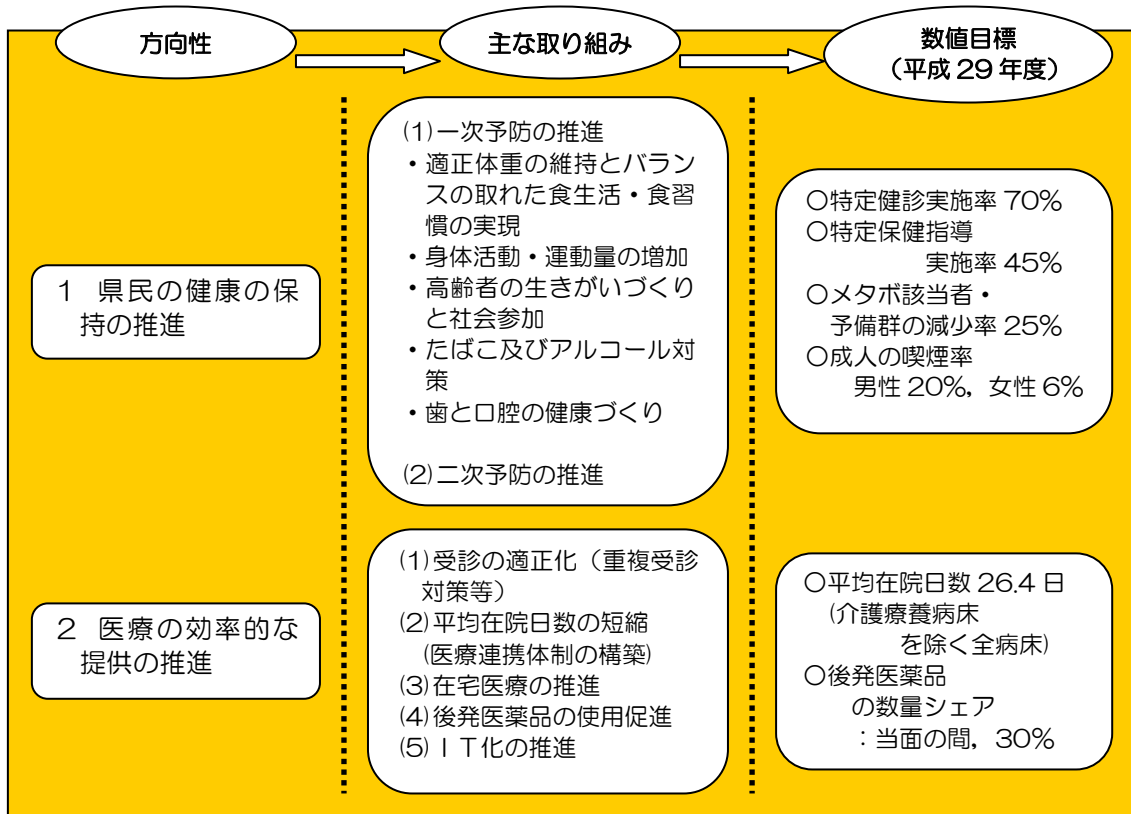 方向性
主な取り組み
数値目標
（平成29年度）
1 県民の健康の保
持の推進
(1)一次予防の推進
・適正体重の維持とバラン
スの取れた食生活・食習
慣の実現
・身体活動・運動量の増加
・高齢者の生きがいづくり
と社会参加
・たばこ及びアルコール対
策
・歯と口腔の健康づくり
(2)二次予防の推進
○特定健診実施率70%
○特定保健指導
実施率45%
○メタボ該当者・
予備群の減少率25%
○成人の喫煙率
男性20%，女性6%
2 医療の効率的な
提供の推進
(1)受診の適正化（重複受診
対策等）
(2)平均在院日数の短縮
(医療連携体制の構築)
(3)在宅医療の推進
(4)後発医薬品の使用促進
(5)ＩＴ化の推進
○平均在院日数26.4日
(介護療養病床
を除く全病床)
○後発医薬品
の数量シェア
：当面の間，30%